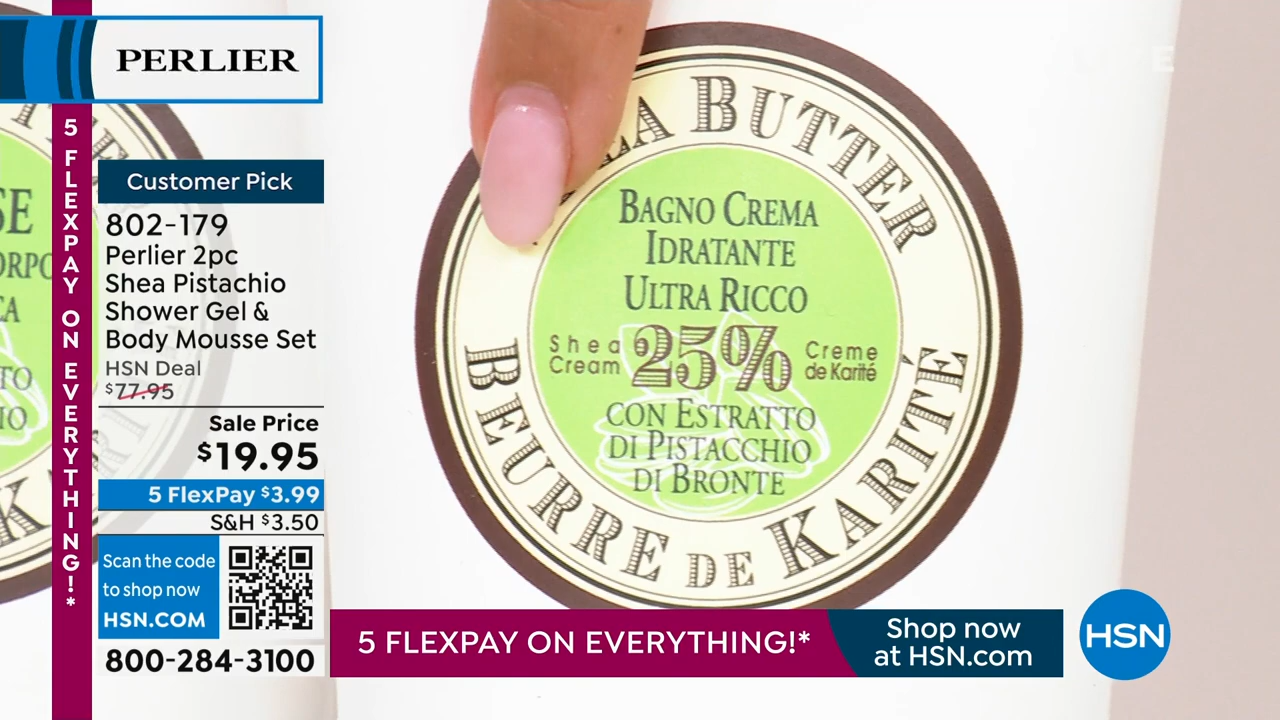 PERLIER
5 FLEXPAY ON EVERYTHING!*
Customer Pick
802-179
Perlier 2pc
Shea Pistachio
Shower Gel &
Body Mousse Set
HSN Deal
$77.95
Sale Price
$19.95
5 FlexPay $3.99
S&H $3.50
Scan the code
to shop now
HSN.COM
800-284-3100
BUTTER
BAGNO CREMA
IDRATANTE
ULTRA RICCO
Shea Cream 25% Creme de Karité
CON ESTRATTO
DI PISTACCHIO
DI BRONTE
BEURRE DE KARITÉ
5 FLEXPAY ON EVERYTHING!*
Shop now
at HSN.com
HSN